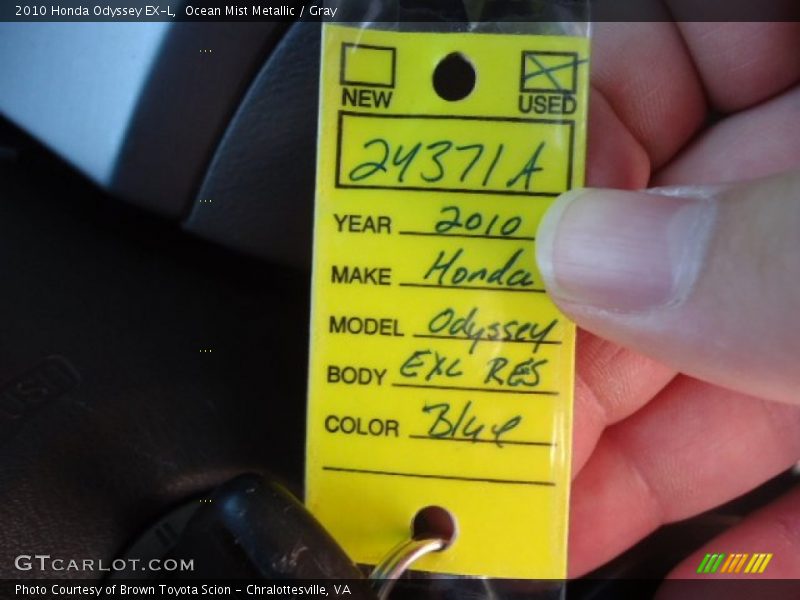 2010 Honda Odyssey EX-L,  Ocean Mist Metallic / Gray
NEW USED
24371A
YEAR 2010
MAKE Honda
MODEL Odyssey
BODY EXL RES
COLOR Blue
GTCARLOT.COM
Photo Courtesy of Brown Toyota Scion - Chralottesville, VA